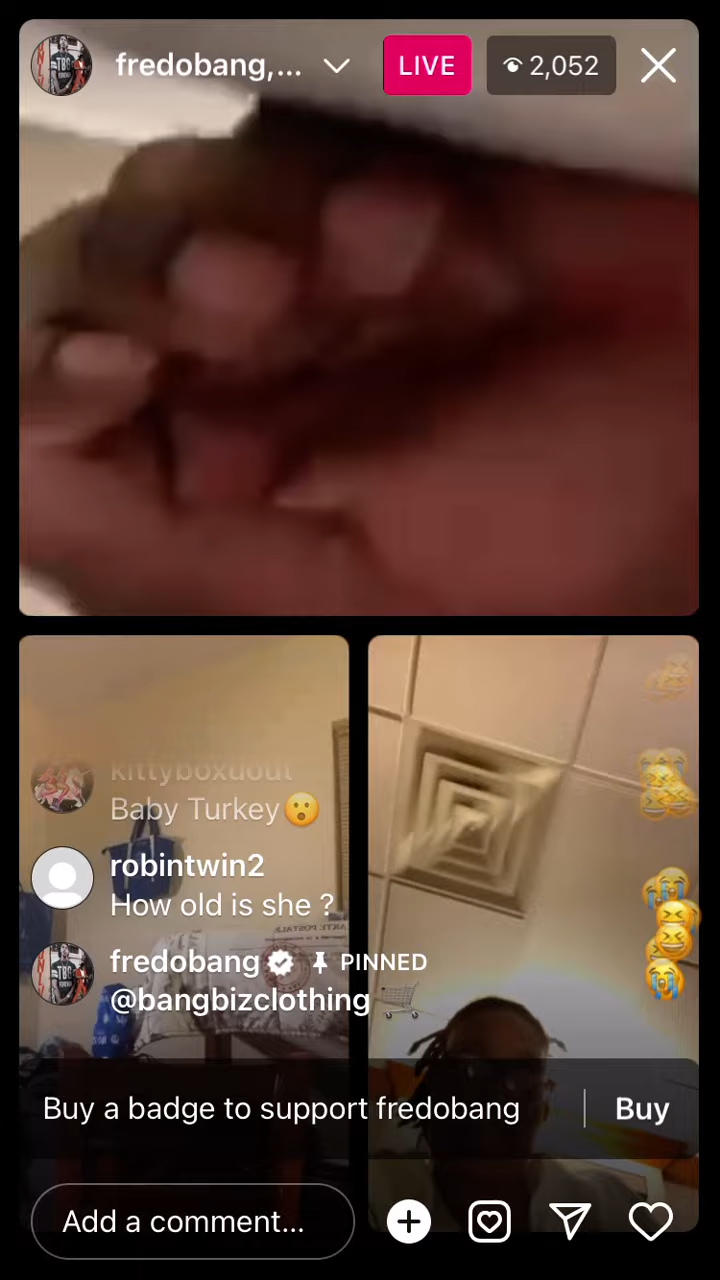 fredobang,...
LIVE
2,052
kittyboxuout
Baby Turkey😮
robintwin2
How old is she ?
fredobang PINNED
@bangbizclothing 🛒
Buy a badge to support fredobang
Buy
Add a comment...